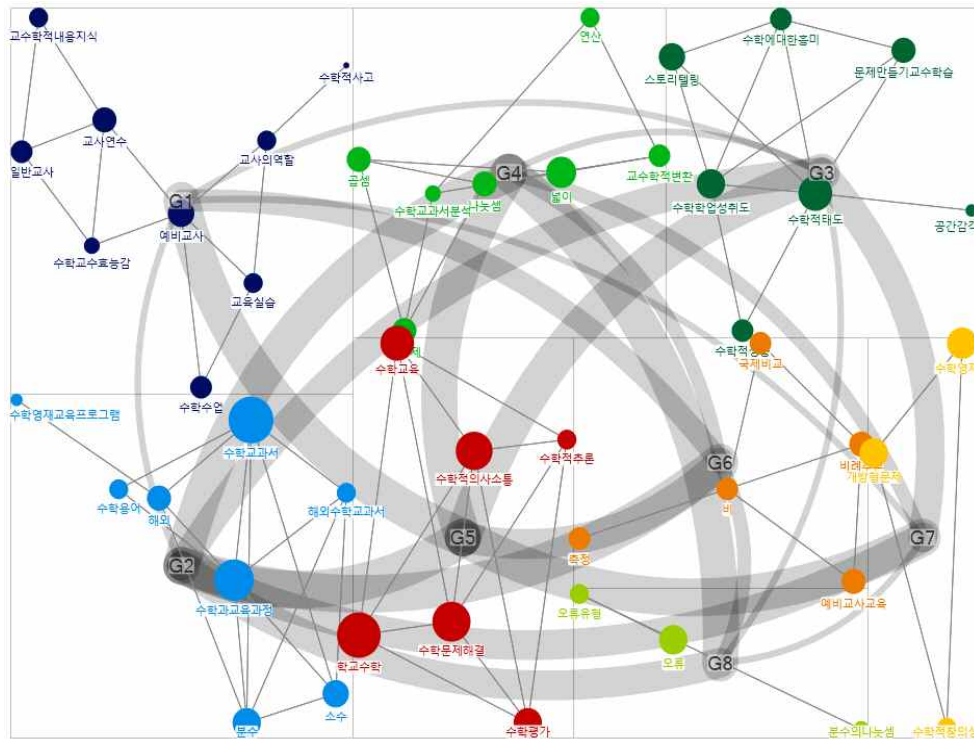 교수학적내용지식
연산
수학에대한흥미
수학적사고
스토리텔링
문제만들기교수학습
교사연수
일반교사
교사의역할
곱셈
G4
교수학적변환
G3
G1
수학교과서분석
나눗셈
넓이
수학학업성취도
수학적태도
공간감각
예비교사
수학교수효능감
교육실습
수학교육
국제비교
수학영재
수학수업
수학영재교육프로그램
수학교과서
수학적의사소통
수학적추론
G6
개방형문제
수학용어
해외
해외수학교과서
비
G5
G7
측정
G2
수학과교육과정
오류유형
예비교사교육
학교수학
수학문제해결
오류
G8
소수
분수
수학평가
분수의나눗셈